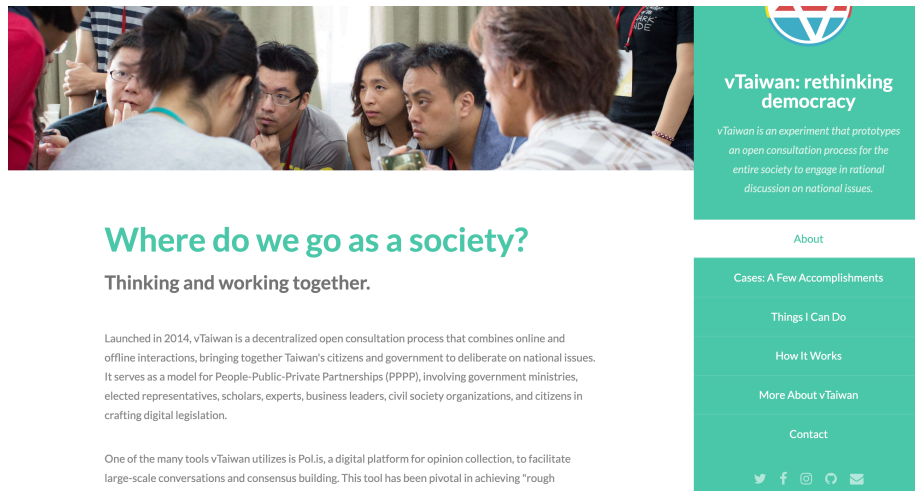 ARK
IDE
vTaiwan: rethinking
democracy
vTaiwan is an experiment that prototypes
an open consultation process for the
entire society to engage in rational
discussion on national issues.
About
Cases: A Few Accomplishments
Things I Can Do
How It Works
More About vTaiwan
Contact
Where do we go as a society?
Thinking and working together.
Launched in 2014, vTaiwan is a decentralized open consultation process that combines online and
offline interactions, bringing together Taiwan's citizens and government to deliberate on national issues.
It serves as a model for People-Public-Private Partnerships (PPPP), involving government ministries,
elected representatives, scholars, experts, business leaders, civil society organizations, and citizens in
crafting digital legislation.
One of the many tools vTaiwan utilizes is Pol.is, a digital platform for opinion collection, to facilitate
large-scale conversations and consensus building. This tool has been pivotal in achieving "rough